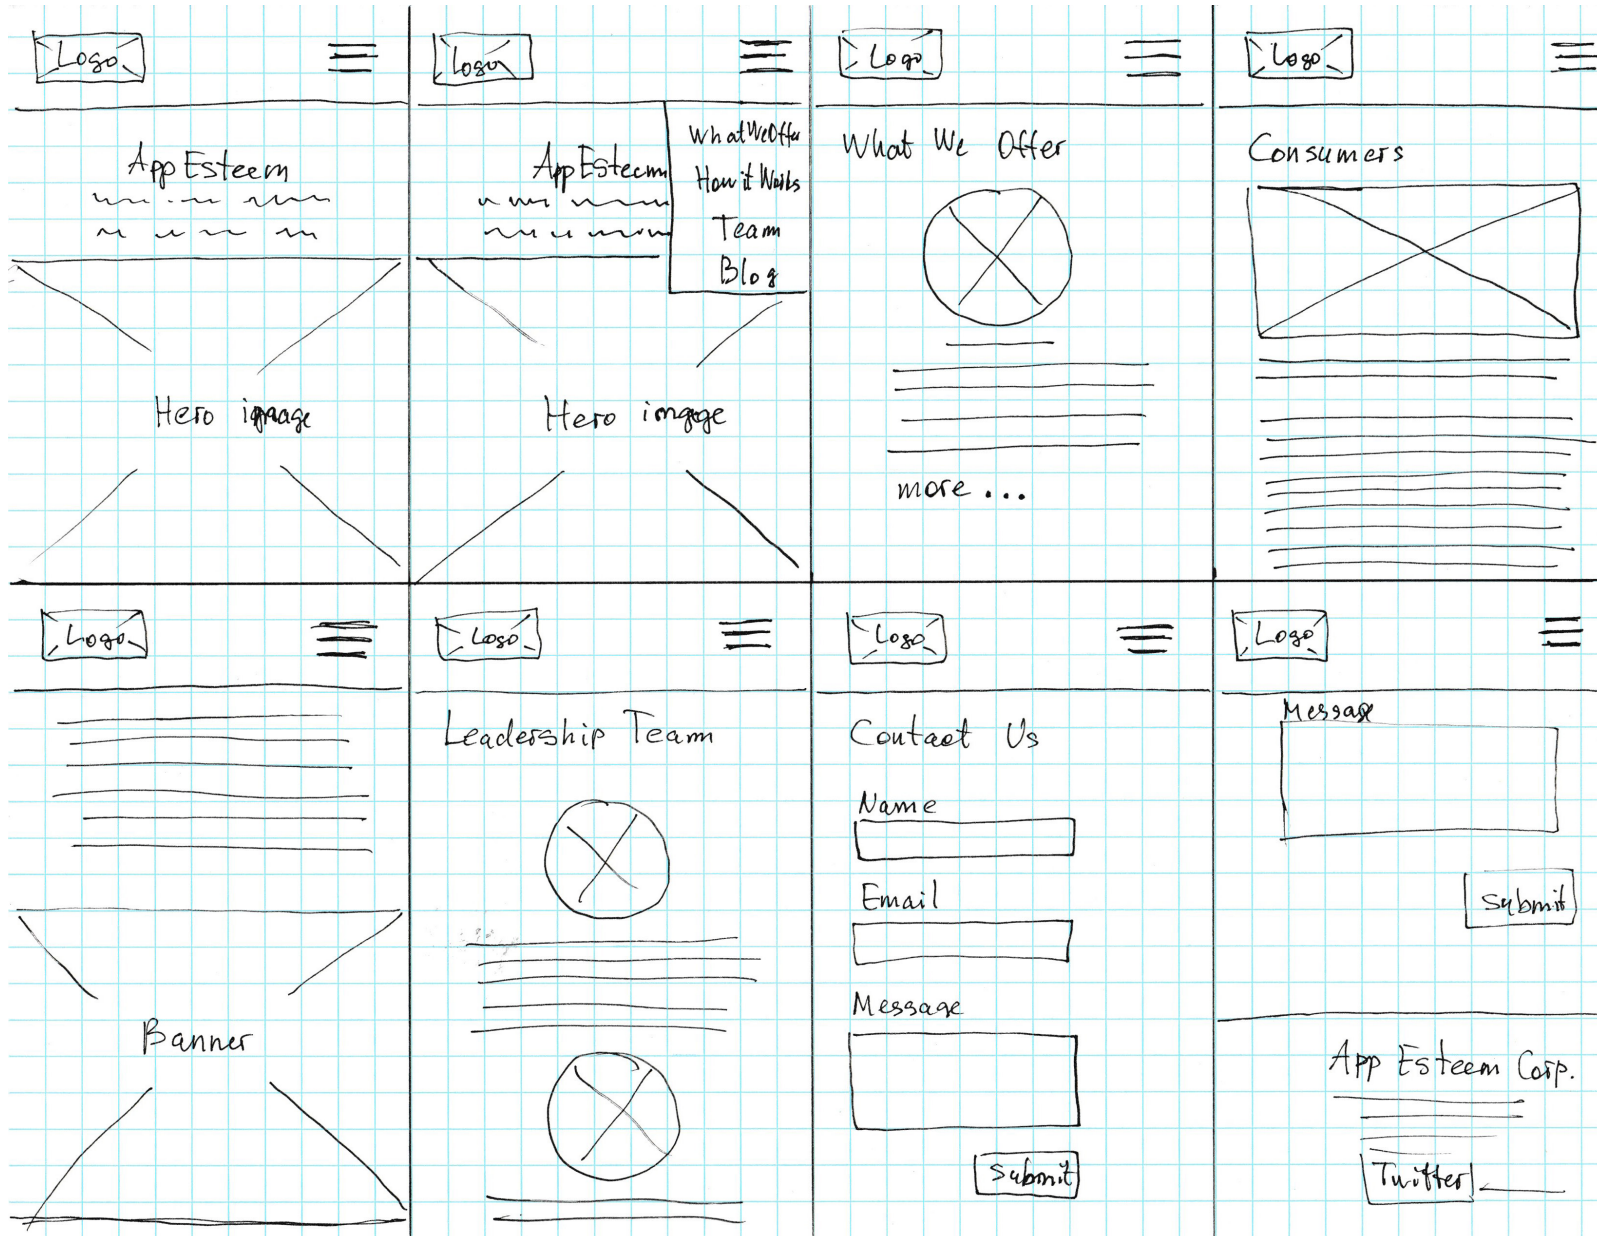 Logo
App Esteem
Hero image
Logo
App Esteem
What We Offer
How it Works
Team
Blog
Hero image
Logo
What We Offer
more ...
Logo
Consumers
Logo
Banner
Logo
Leadership Team
Logo
Contact Us
Name
Email
Message
Submit
Logo
Message
Submit
App Esteem Corp.
Twitter